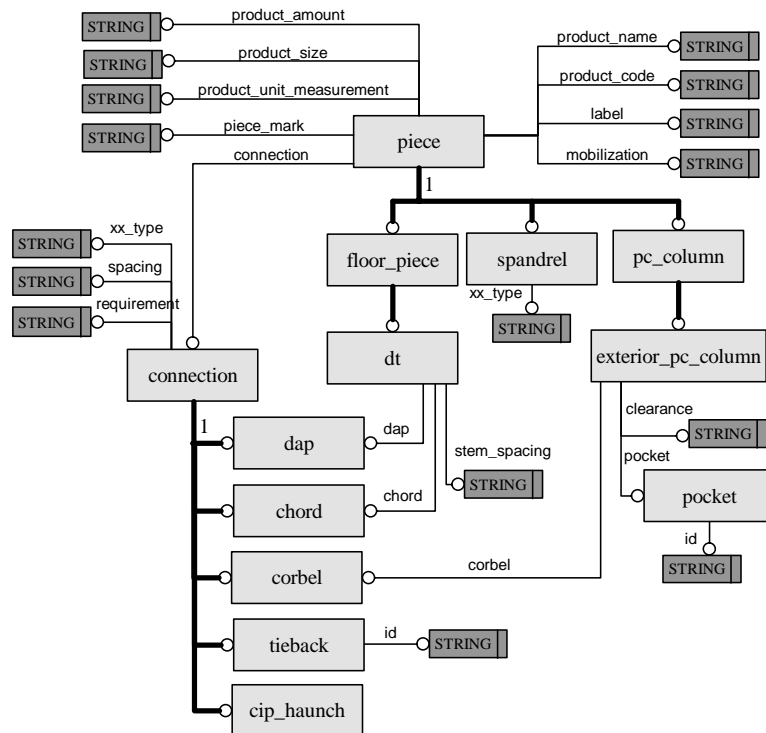 product_amount
STRING
product_size
STRING
product_unit_measurement
STRING
piece_mark
STRING
product_name
STRING
product_code
STRING
label
STRING
mobilization
STRING
piece
connection
1
xx_type
STRING
spacing
STRING
requirement
STRING
floor_piece
spandrel
pc_column
xx_type
STRING
connection
dt
exterior_pc_column
1
dap
dap
stem_spacing
STRING
clearance
STRING
pocket
pocket
chord
chord
id
STRING
corbel
corbel
tieback
id
STRING
cip_haunch